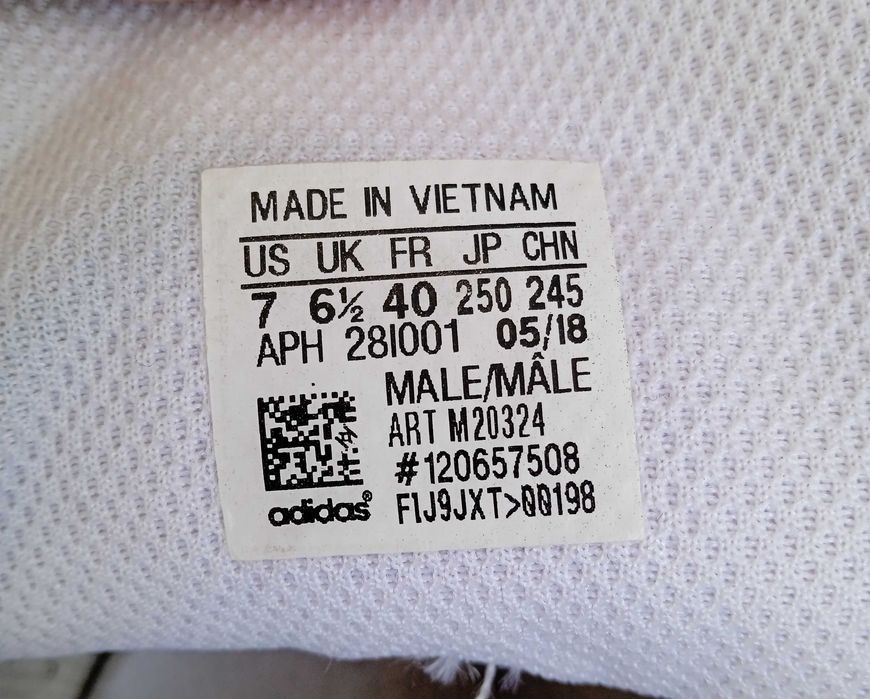 MADE IN VIETNAM
US UK FR JP CHN
7 6½ 40 250 245
APH 28I001 05/18
MALE/MÂLE
ART M20324
#120657508
FIJ9JXT>00198
adidas®